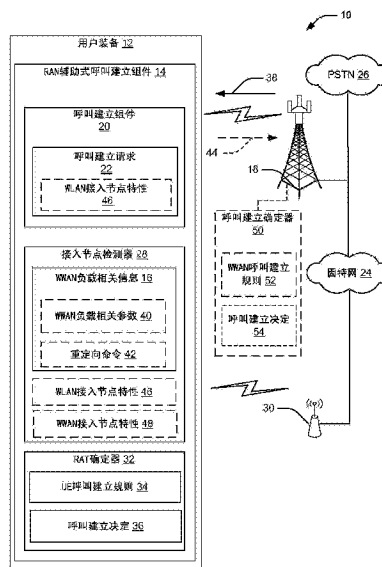 10
用户装备 12
RAN辅助式呼叫建立组件 14
呼叫建立组件
20
呼叫建立请求
22
WLAN接入节点特性
46
接入节点检测器 28
WWAN负载相关信息 16
WWAN负载相关参数 40
重定向命令 42
WLAN接入节点特性 46
WWAN接入节点特性 48
RAT确定器 32
UE呼叫建立规则 34
呼叫建立决定 36
38
44
18
呼叫建立确定器
50
WWAN呼叫建立
规则 52
呼叫建立决定
54
PSTN 26
因特网 24
30